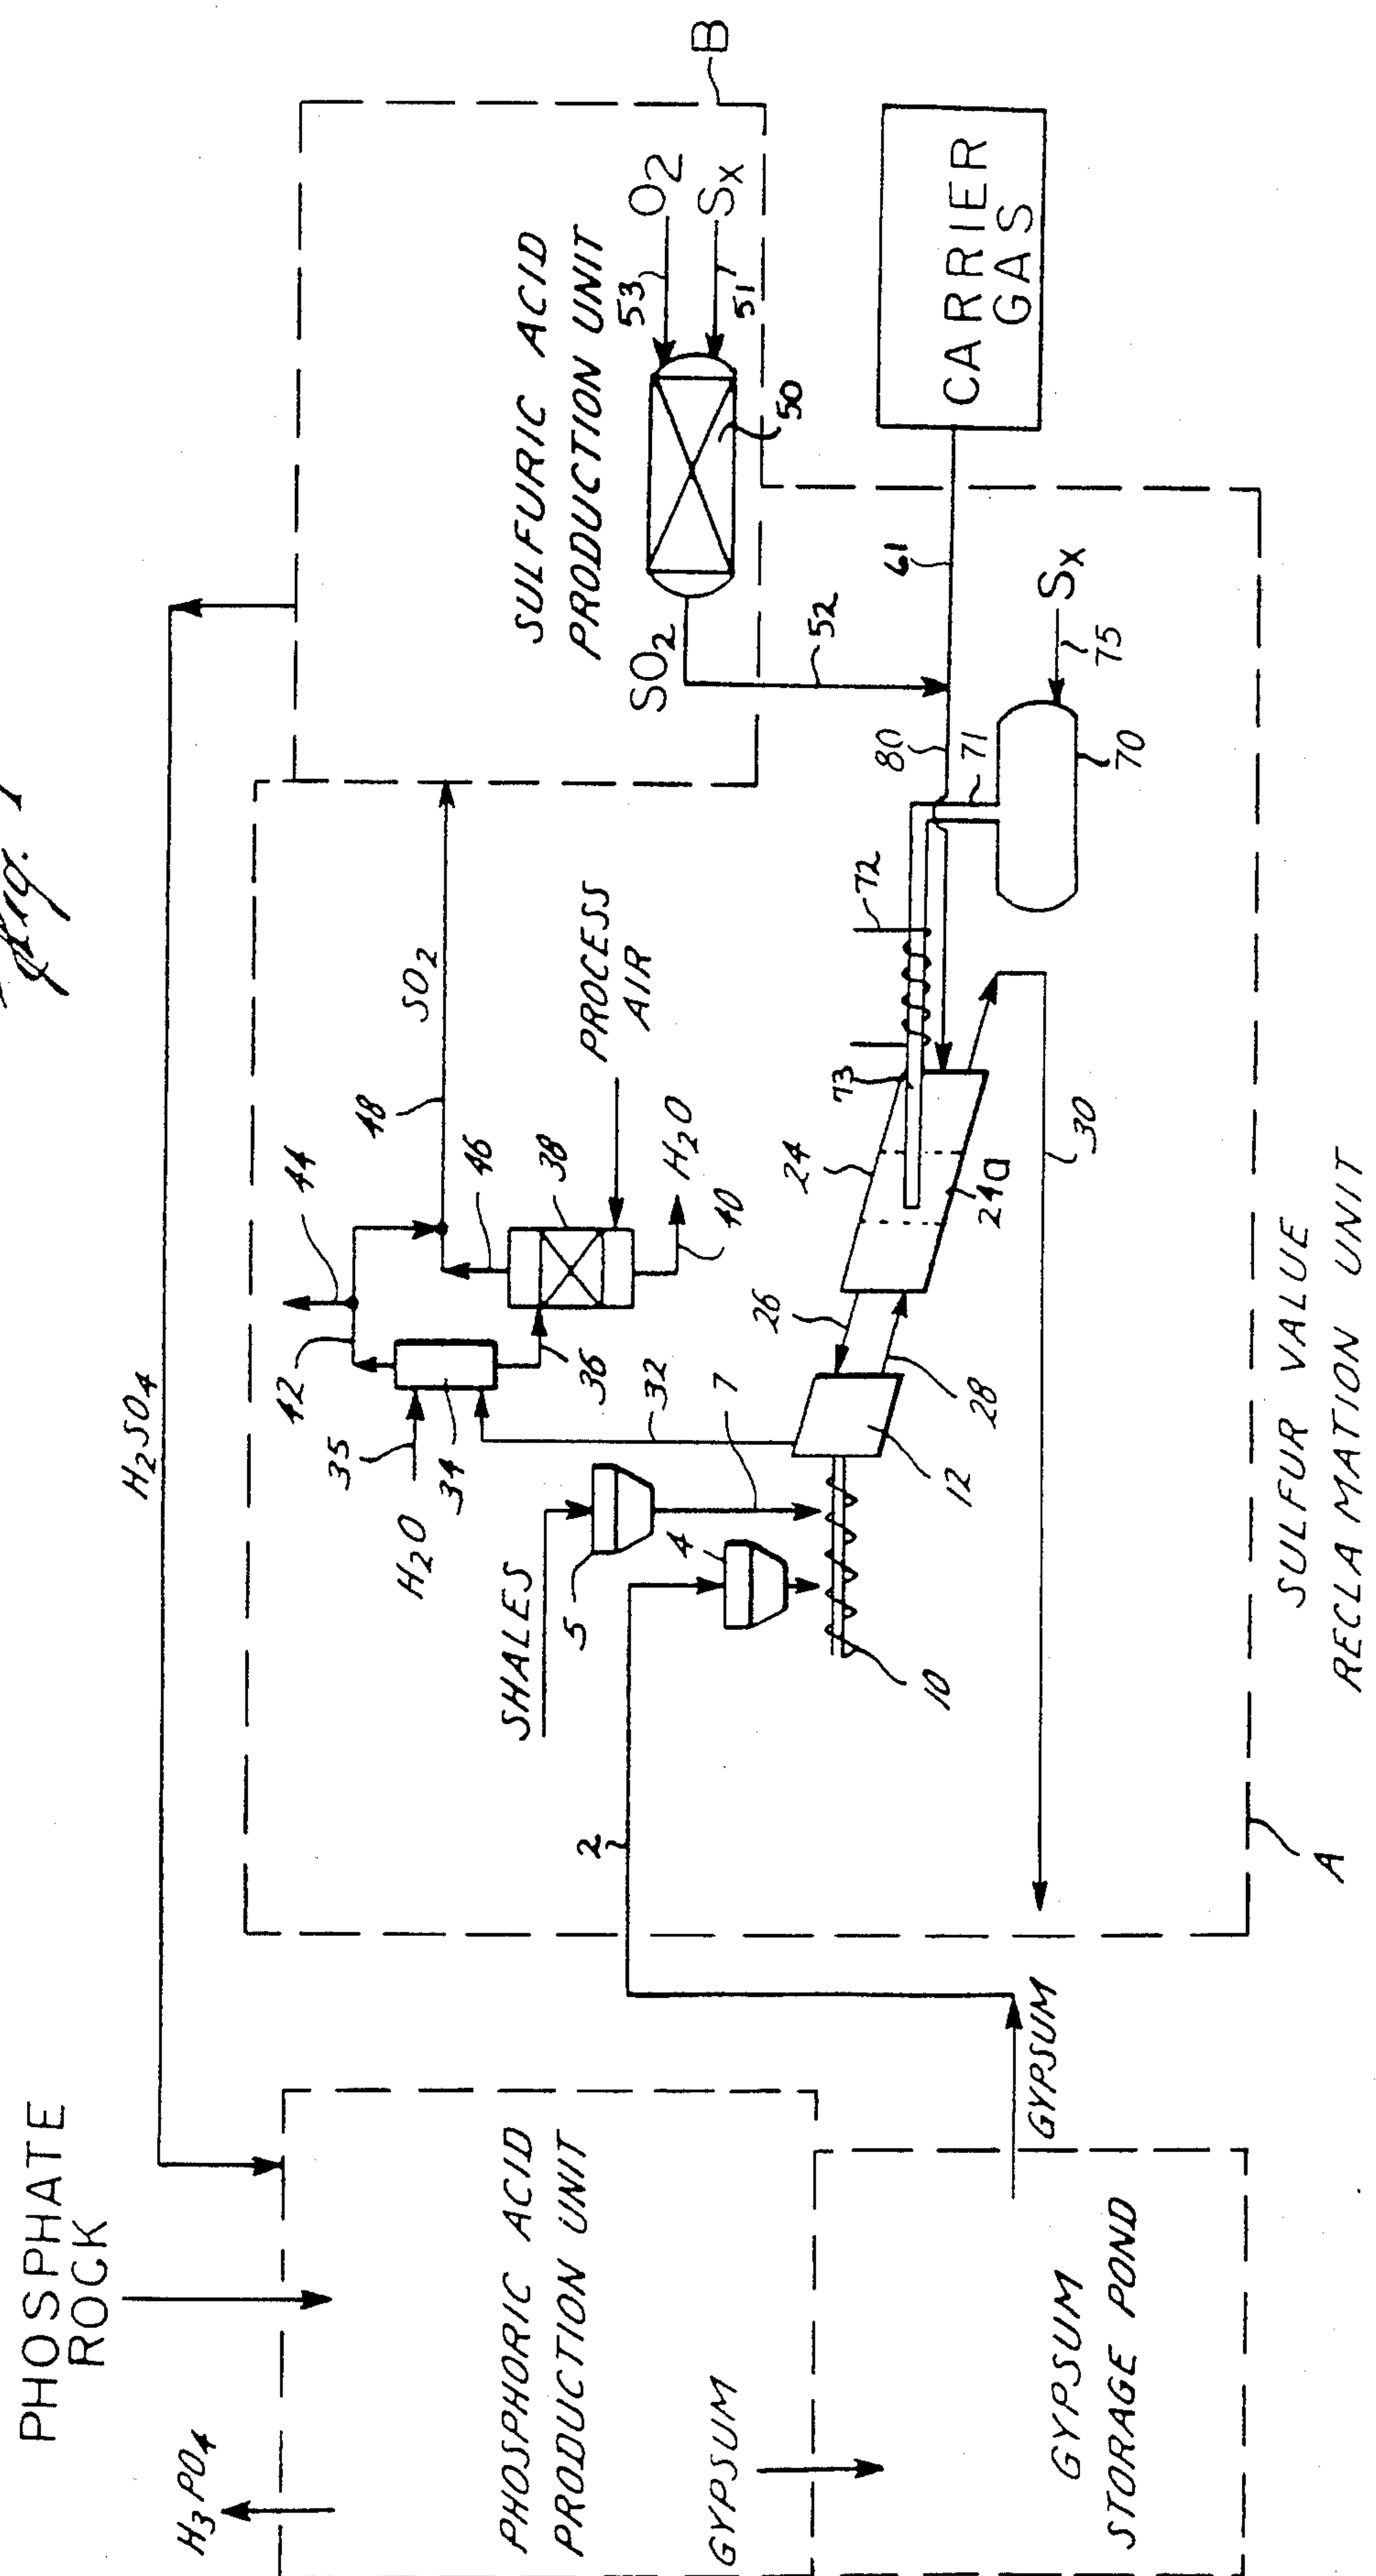 Fig. 1
PHOSPHATE
ROCK
H3PO4
H2SO4
PHOSPHORIC ACID
PRODUCTION UNIT
GYPSUM
GYPSUM
STORAGE POND
GYPSUM
2
SHALES
5
4
7
10
12
H2O
35
34
32
36
42
44
46
48
SO2
38
PROCESS
AIR
H2O
40
26
28
24
24a
30
73
72
71
80
70
75
Sx
61
52
SO2
SULFURIC ACID
PRODUCTION UNIT
50
53
O2
51
Sx
B
CARRIER
GAS
SULFUR VALUE
RECLAMATION UNIT
A